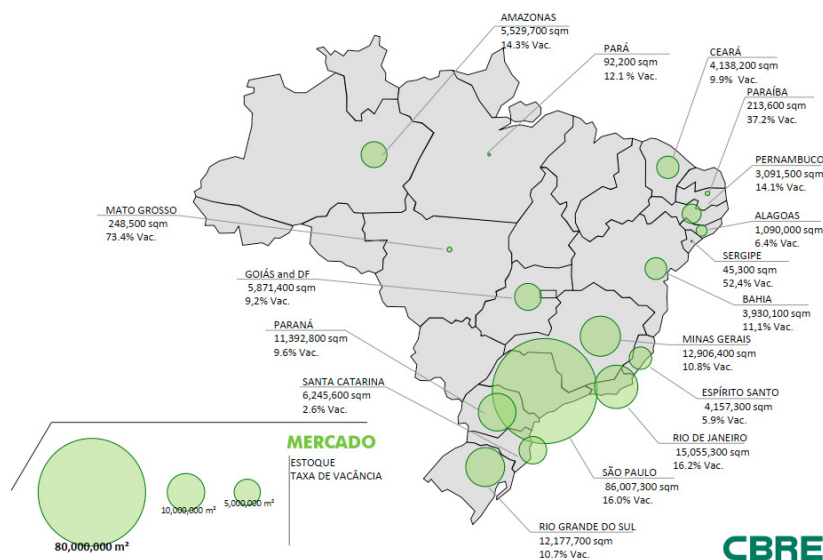 AMAZONAS
5,529,700 sqm
14.3% Vac.
PARÁ
92,200 sqm
12.1 % Vac.
CEARÁ
4,138,200 sqm
9.9% Vac.
PARAÍBA
213,600 sqm
37.2% Vac.
PERNAMBUCO
3,091,500 sqm
14.1% Vac.
ALAGOAS
1,090,000 sqm
6.4% Vac.
SERGIPE
45,300 sqm
52,4% Vac.
BAHIA
3,930,100 sqm
11,1% Vac.
MATO GROSSO
248,500 sqm
73.4% Vac.
GOIÁS and DF
5,871,400 sqm
9,2% Vac.
PARANÁ
11,392,800 sqm
9.6% Vac.
MINAS GERAIS
12,906,400 sqm
10.8% Vac.
SANTA CATARINA
6,245,600 sqm
2.6% Vac.
ESPÍRITO SANTO
4,157,300 sqm
5.9% Vac.
RIO DE JANEIRO
15,055,300 sqm
16.2% Vac.
SÃO PAULO
86,007,300 sqm
16.0% Vac.
RIO GRANDE DO SUL
12,177,700 sqm
10.7% Vac.
MERCADO
ESTOQUE
TAXA DE VACÂNCIA
80,000,000 m²
10,000,000 m²
5,000,000 m²
CBRE